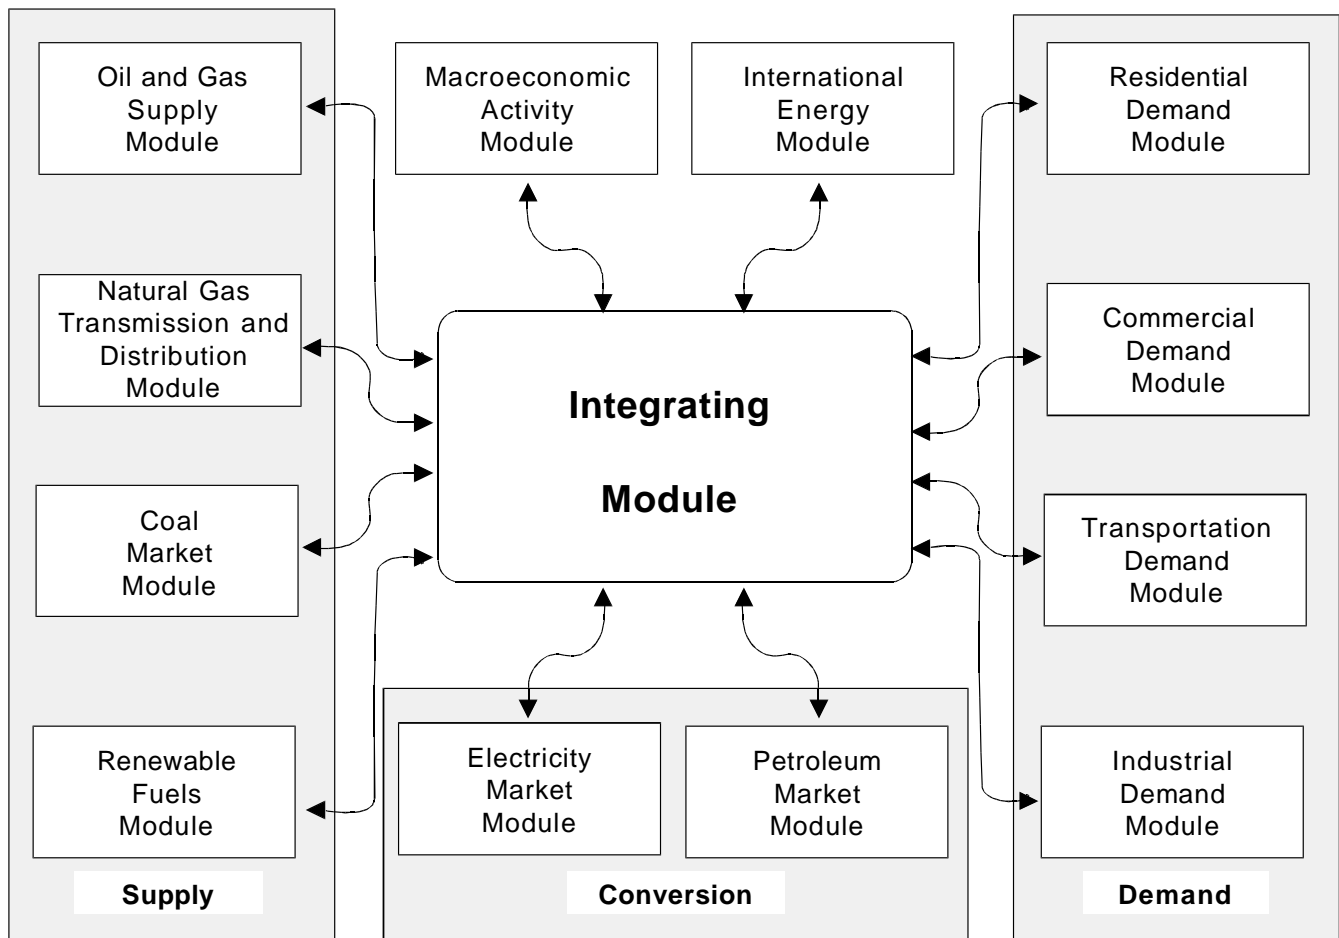 Oil and Gas
Supply
Module
Macroeconomic
Activity
Module
International
Energy
Module
Residential
Demand
Module
Natural Gas
Transmission and
Distribution
Module
Commercial
Demand
Module
Integrating
Module
Coal
Market
Module
Transportation
Demand
Module
Renewable
Fuels
Module
Electricity
Market
Module
Petroleum
Market
Module
Industrial
Demand
Module
Supply
Conversion
Demand